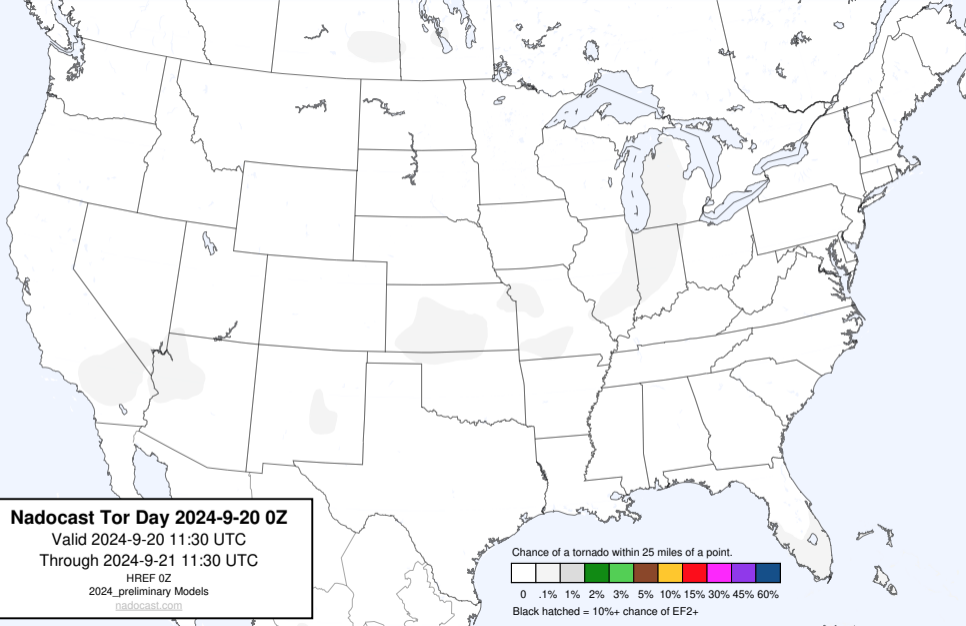 Nadocast Tor Day 2024-9-20 0Z
Valid 2024-9-20 11:30 UTC
Through 2024-9-21 11:30 UTC
HREF 0Z
2024_preliminary Models
nadocast.com
Chance of a tornado within 25 miles of a point.
0 .1% 1% 2% 3% 5% 10% 15% 30% 45% 60%
Black hatched = 10%+ chance of EF2+